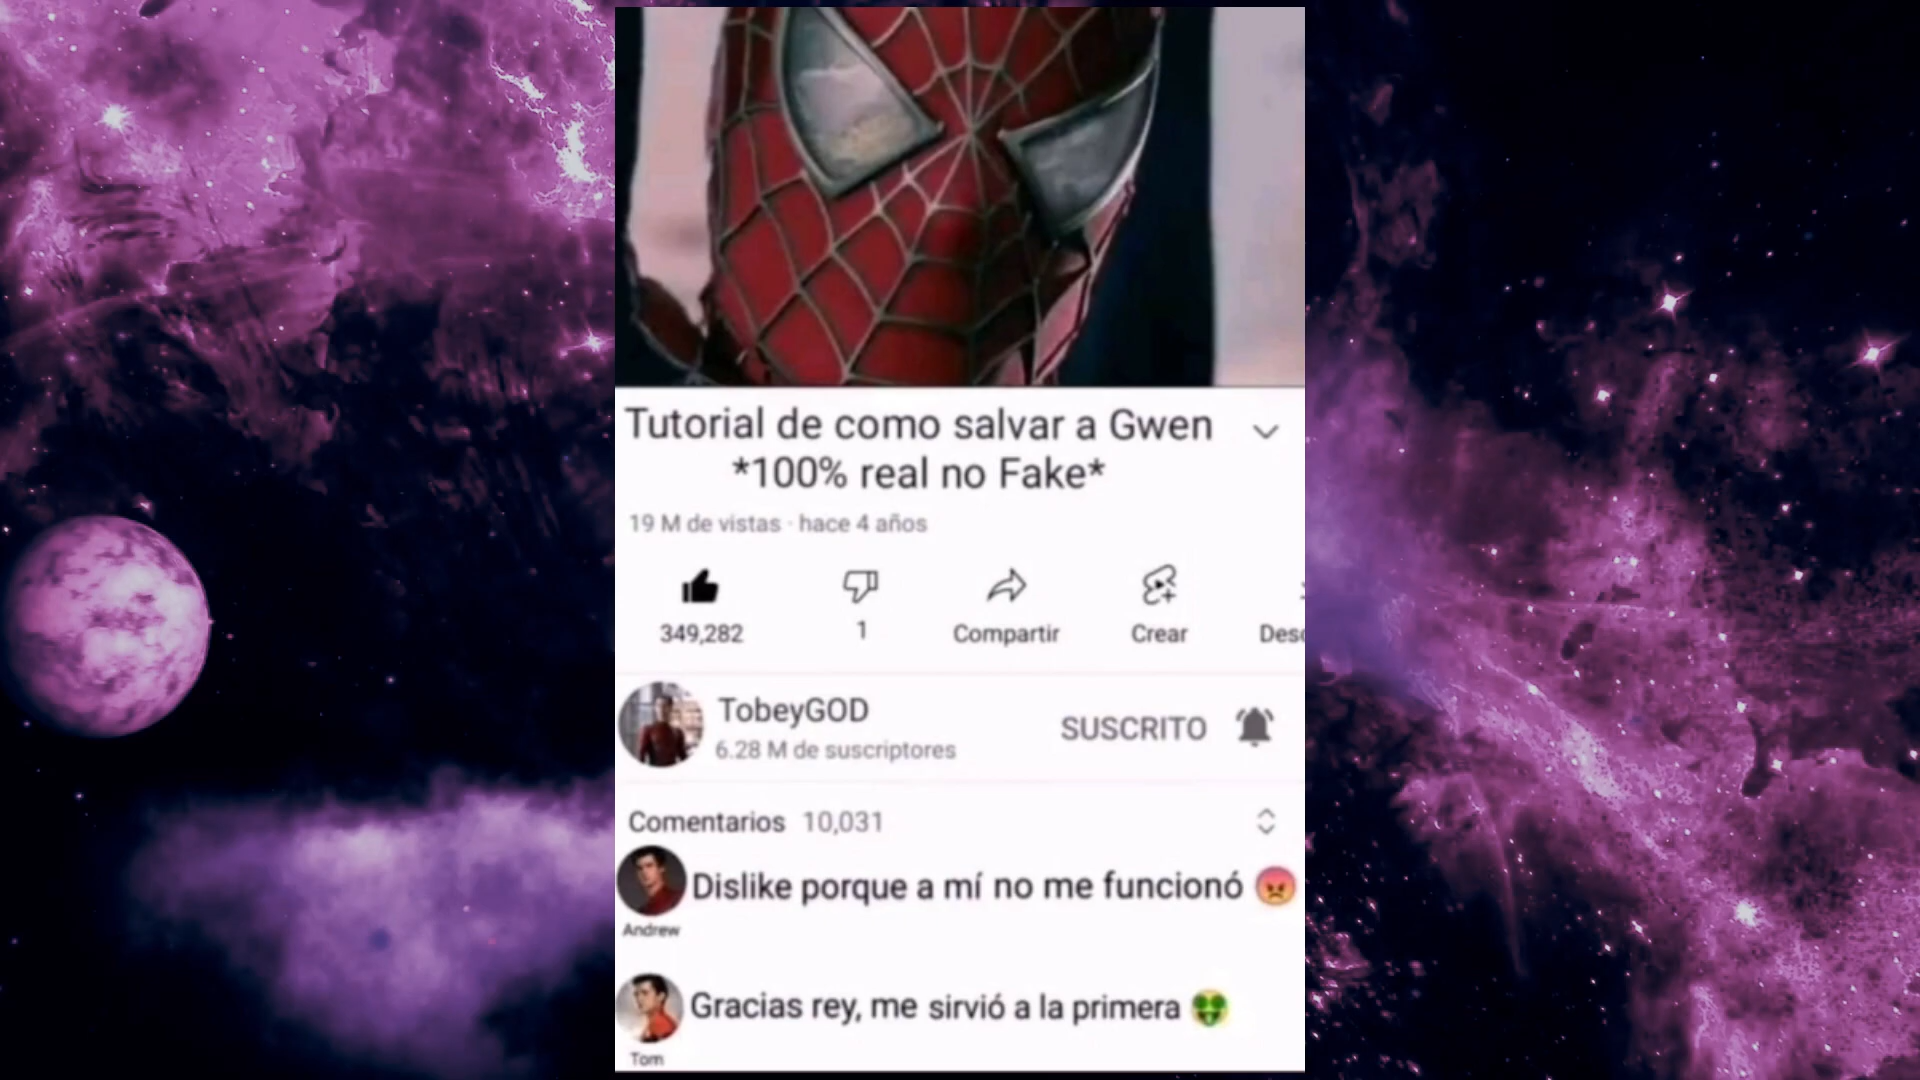 Tutorial de como salvar a Gwen
*100% real no Fake*
19 M de vistas · hace 4 años
349,282
1
Compartir
Crear
Desc
TobeyGOD
6.28 M de suscriptores
SUSCRITO
Comentarios 10,031
Dislike porque a mí no me funcionó 😡
Andrew
Gracias rey, me sirvió a la primera 🤑
Tom